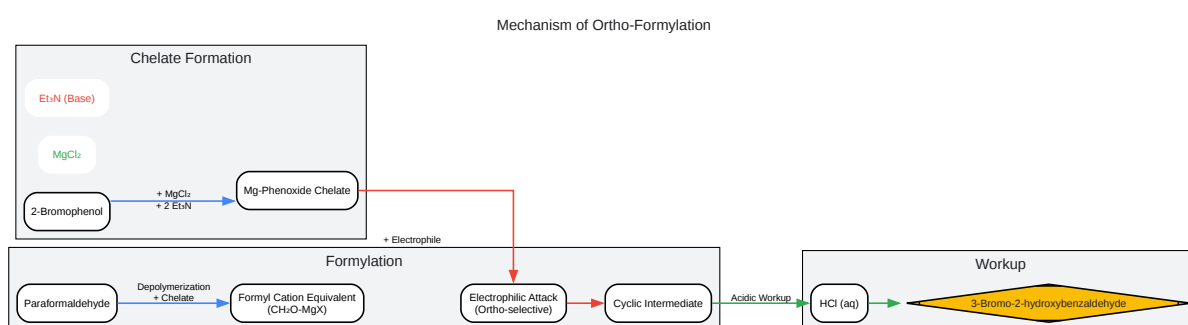 Mechanism of Ortho-Formylation
Chelate Formation
Et₃N (Base)
MgCl₂
2-Bromophenol
+ MgCl₂
+ 2 Et₃N
Mg-Phenoxide Chelate
+ Electrophile
Formylation
Paraformaldehyde
Depolymerization
+ Chelate
Formyl Cation Equivalent
(CH₂O-MgX)
Electrophilic Attack
(Ortho-selective)
Cyclic Intermediate
Acidic Workup
Workup
HCl (aq)
3-Bromo-2-hydroxybenzaldehyde